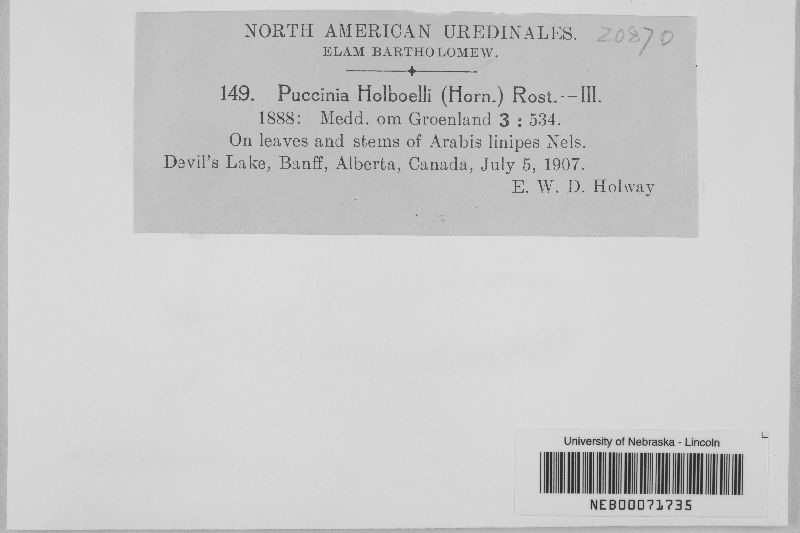 NORTH AMERICAN UREDINALES. 20870
ELAM BARTHOLOMEW.
149. Puccinia Holboelli (Horn.) Rost.—III.
1888: Medd. om Groenland 3 : 534.
On leaves and stems of Arabis linipes Nels.
Devil's Lake, Banff, Alberta, Canada, July 5, 1907.
E. W. D. Holway
University of Nebraska - Lincoln
NEB00071735